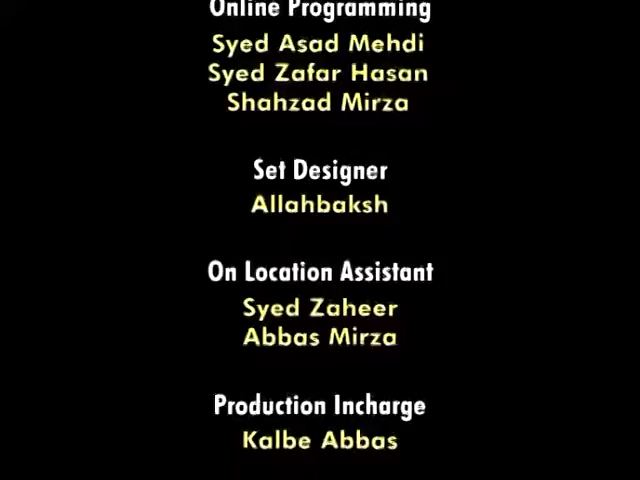 Online Programming
Syed Asad Mehdi
Syed Zafar Hasan
Shahzad Mirza
Set Designer
Allahbaksh
On Location Assistant
Syed Zaheer
Abbas Mirza
Production Incharge
Kalbe Abbas